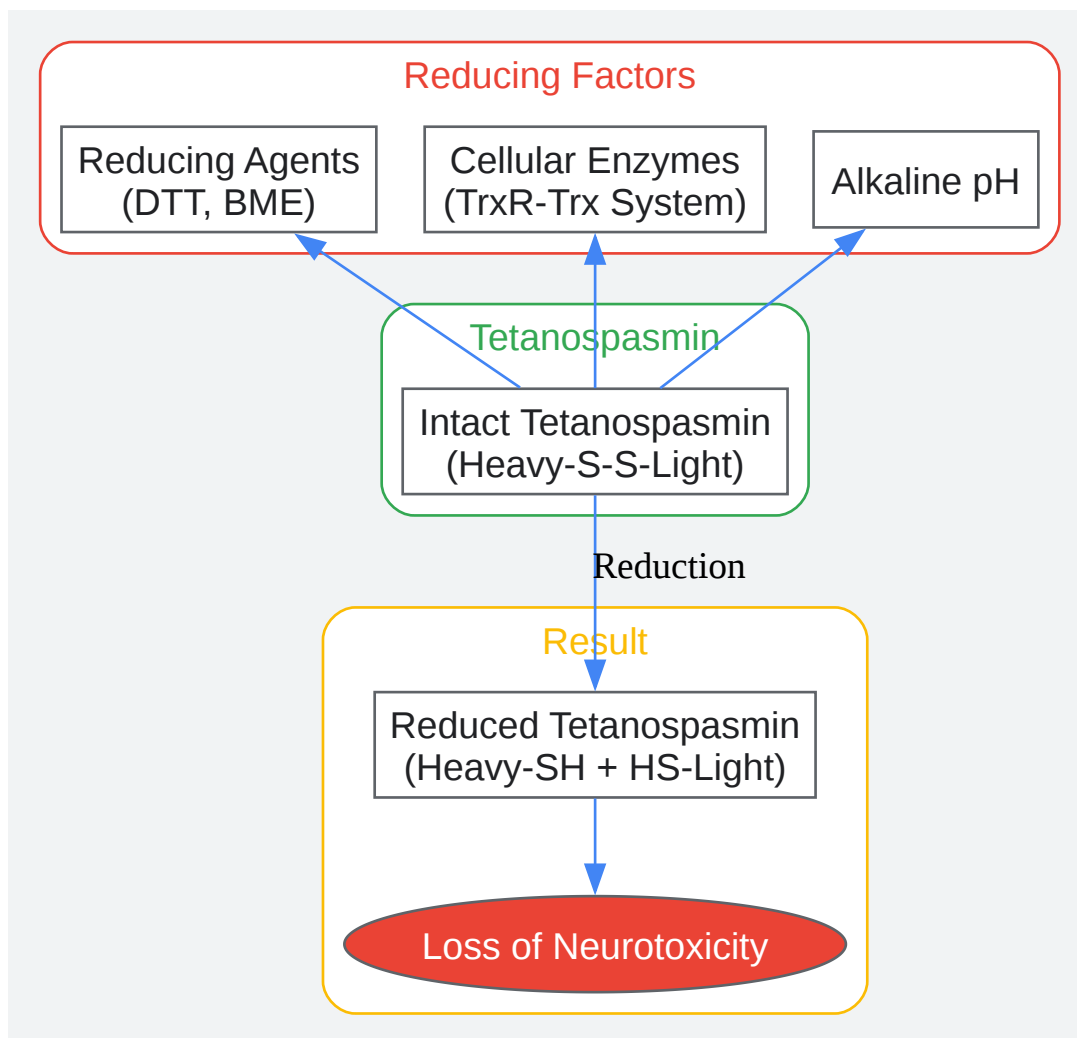 Reducing Factors
Reducing Agents
(DTT, BME)
Cellular Enzymes
(TrxR-Trx System)
Alkaline pH
Tetanospasmin
Intact Tetanospasmin
(Heavy-S-S-Light)
Reduction
Result
Reduced Tetanospasmin
(Heavy-SH + HS-Light)
Loss of Neurotoxicity